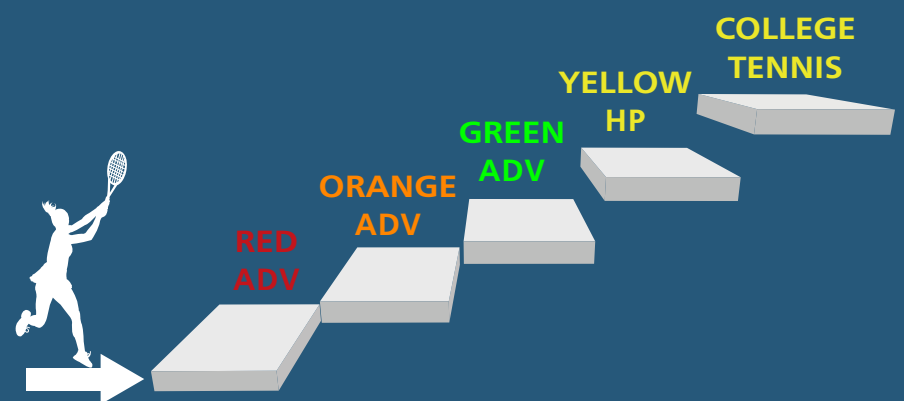 COLLEGE
TENNIS
YELLOW
HP
GREEN
ADV
ORANGE
ADV
RED
ADV